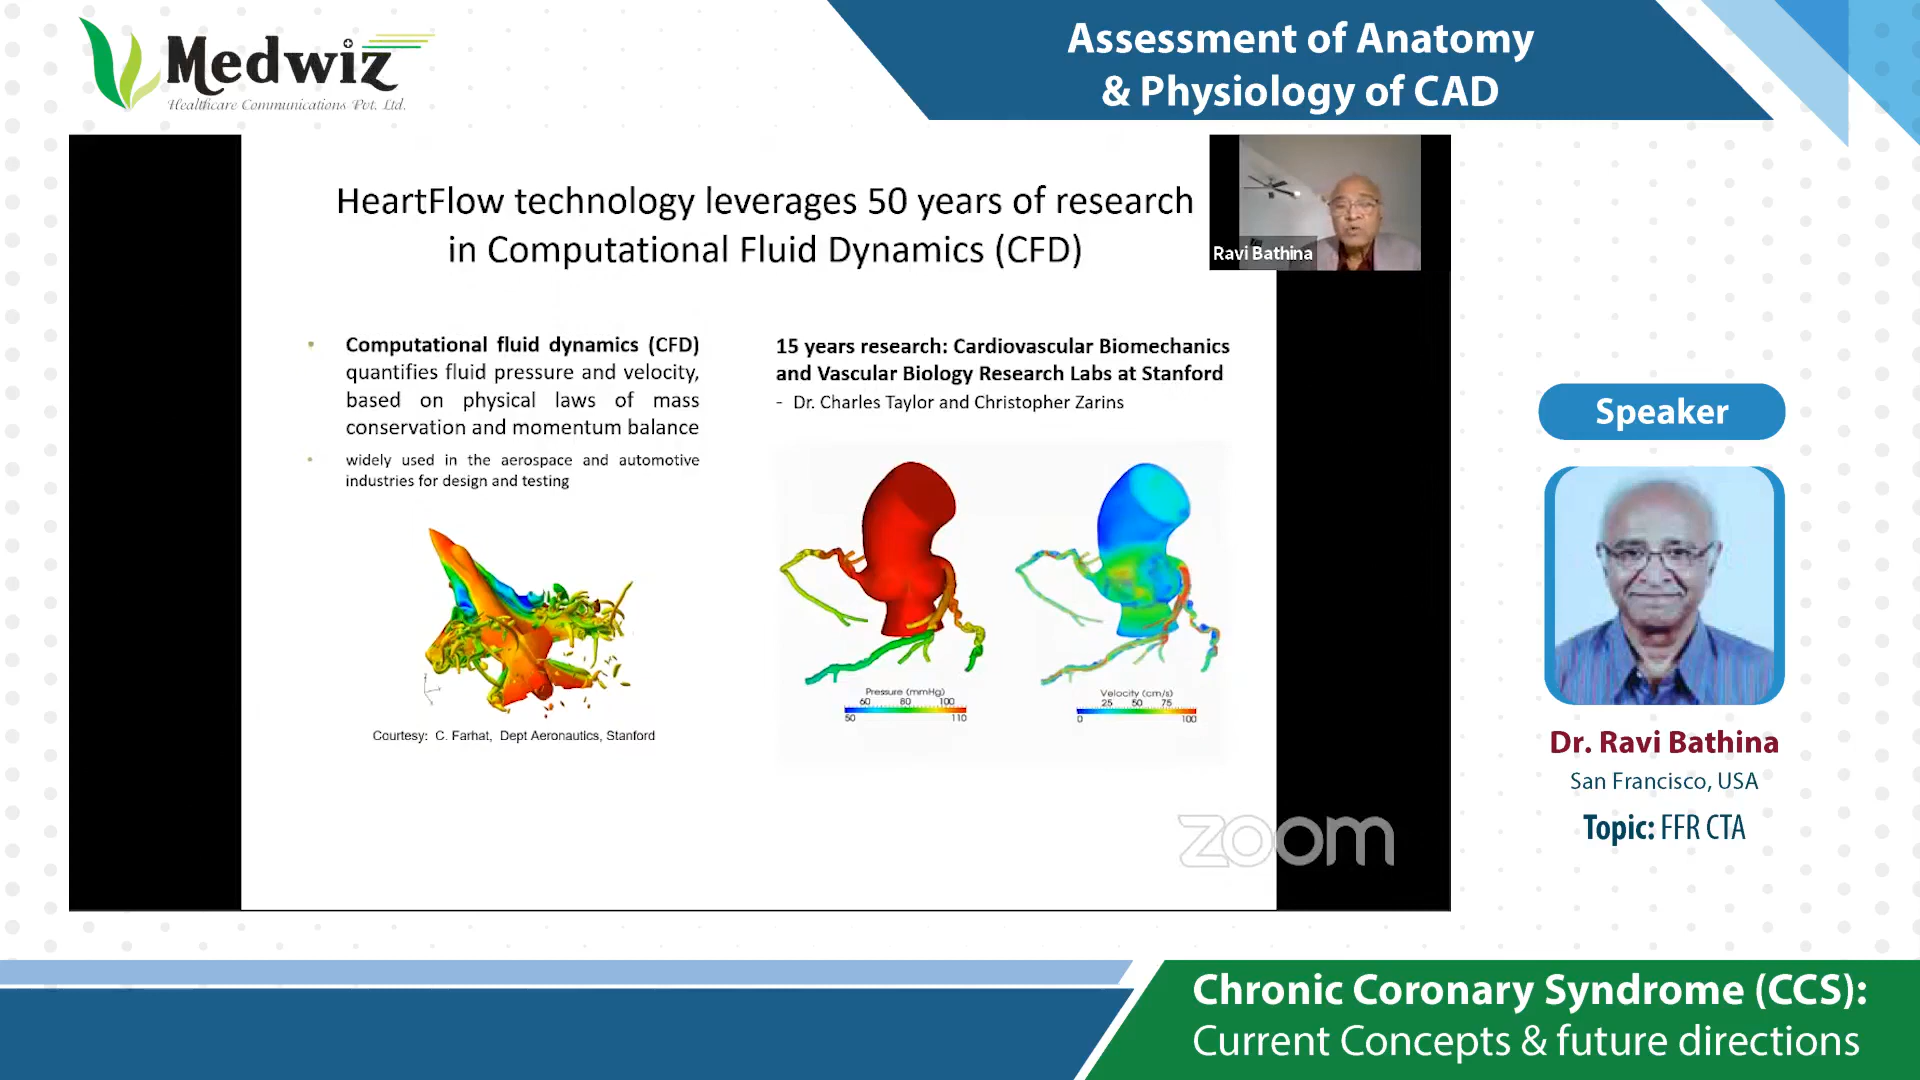 Medwiz
Healthcare Communications Pvt. Ltd.
Assessment of Anatomy
& Physiology of CAD
HeartFlow technology leverages 50 years of research
in Computational Fluid Dynamics (CFD)
Ravi Bathina
• Computational fluid dynamics (CFD)
quantifies fluid pressure and velocity,
based on physical laws of mass
conservation and momentum balance
• widely used in the aerospace and automotive
industries for design and testing
Courtesy: C. Farhat, Dept Aeronautics, Stanford
15 years research: Cardiovascular Biomechanics
and Vascular Biology Research Labs at Stanford
- Dr. Charles Taylor and Christopher Zarins
Pressure (mmHg)
60 80 100
50 110
Velocity (cm/s)
25 50 75
0 100
zoom
Speaker
Dr. Ravi Bathina
San Francisco, USA
Topic: FFR CTA
Chronic Coronary Syndrome (CCS):
Current Concepts & future directions